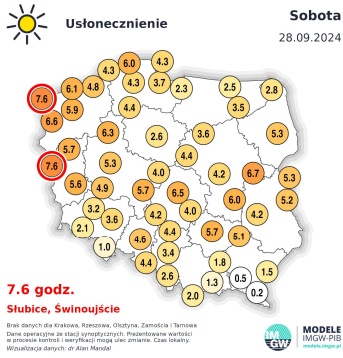 Usłonecznienie
Sobota
28.09.2024
4.3 6.0 4.3
6.1 4.8 4.3 3.7 2.3 2.5 2.8
7.6 5.9 4.4 3.5
6.6 6.3 2.6 3.6 5.3
5.7 4.4
7.6 5.3 4.0 4.2 6.7 5.3
5.6 4.9 5.7 6.5 6.0 5.2
3.2 3.6 4.2 4.0 4.2
2.1 4.4 5.7 5.1
1.0 4.6 3.4
4.4 1.8 1.5
2.6 1.3 0.5
2.0 0.2
7.6 godz.
Słubice, Świnoujście
Brak danych dla Krakowa, Rzeszowa, Olsztyna, Zamościa i Tarnowa
Dane operacyjne ze stacji synoptycznych. Prezentowane wartości
w procesie kontroli i weryfikacji mogą ulec zmianie. Czas lokalny.
Wizualizacja danych: dr Alan Mandal
IM
GW
MODELE
IMGW-PIB
modele.imgw.pl